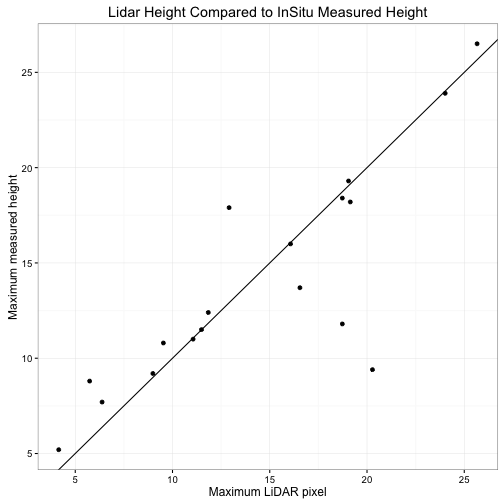 Lidar Height Compared to InSitu Measured Height
Maximum measured height
25
20
15
10
5
5 10 15 20 25
Maximum LiDAR pixel